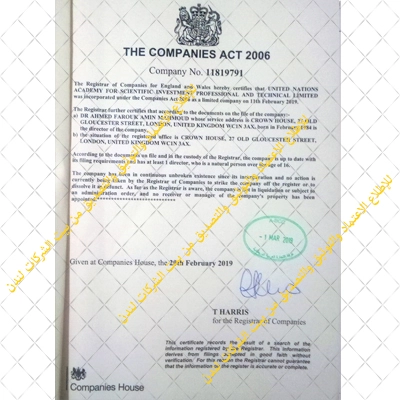 THE COMPANIES ACT 2006
Company No. 11819791
The Registrar of Companies for England and Wales hereby certifies that UNITED NATIONS
ACADEMY FOR SCIENTIFIC INVESTMENT PROFESSIONAL AND TECHNICAL LIMITED
was incorporated under the Companies Act 2006 as a limited company on 11th February 2019.
The Registrar further certifies that according to the documents on the file of the company:-
a) DR AHMED FAROUK AMIN MAHMOUD whose service address is CROWN HOUSE, 27 OLD
GLOUCESTER STREET, LONDON, UNITED KINGDOM WC1N 3AX, born in February 1984 is
the director of the company.
b) the situation of the registered office is CROWN HOUSE, 27 OLD GLOUCESTER STREET,
LONDON, UNITED KINGDOM WC1N 3AX.
According to the documents on file and in the custody of the Registrar, the company is up to date with
its filing requirements and has at least 1 director, who is a natural person over the age of 16.
The company has been in continuous unbroken existence since its incorporation and no action is
currently being taken by the Registrar of Companies to strike the company off the register or to
dissolve it as defunct. As far as the Registrar is aware, the company is not in liquidation or subject to
an administration order, and no receiver or manager of the company's property has been
appointed.
- 1 MAR 2019
Given at Companies House, the 28th February 2019
T HARRIS
for the Registrar of Companies
This certificate records the result of a search of the
information registered by the Registrar. This information
derives from filings accepted in good faith without
verification. For this reason the Registrar cannot guarantee
that the information on the register is accurate or complete.
Companies House